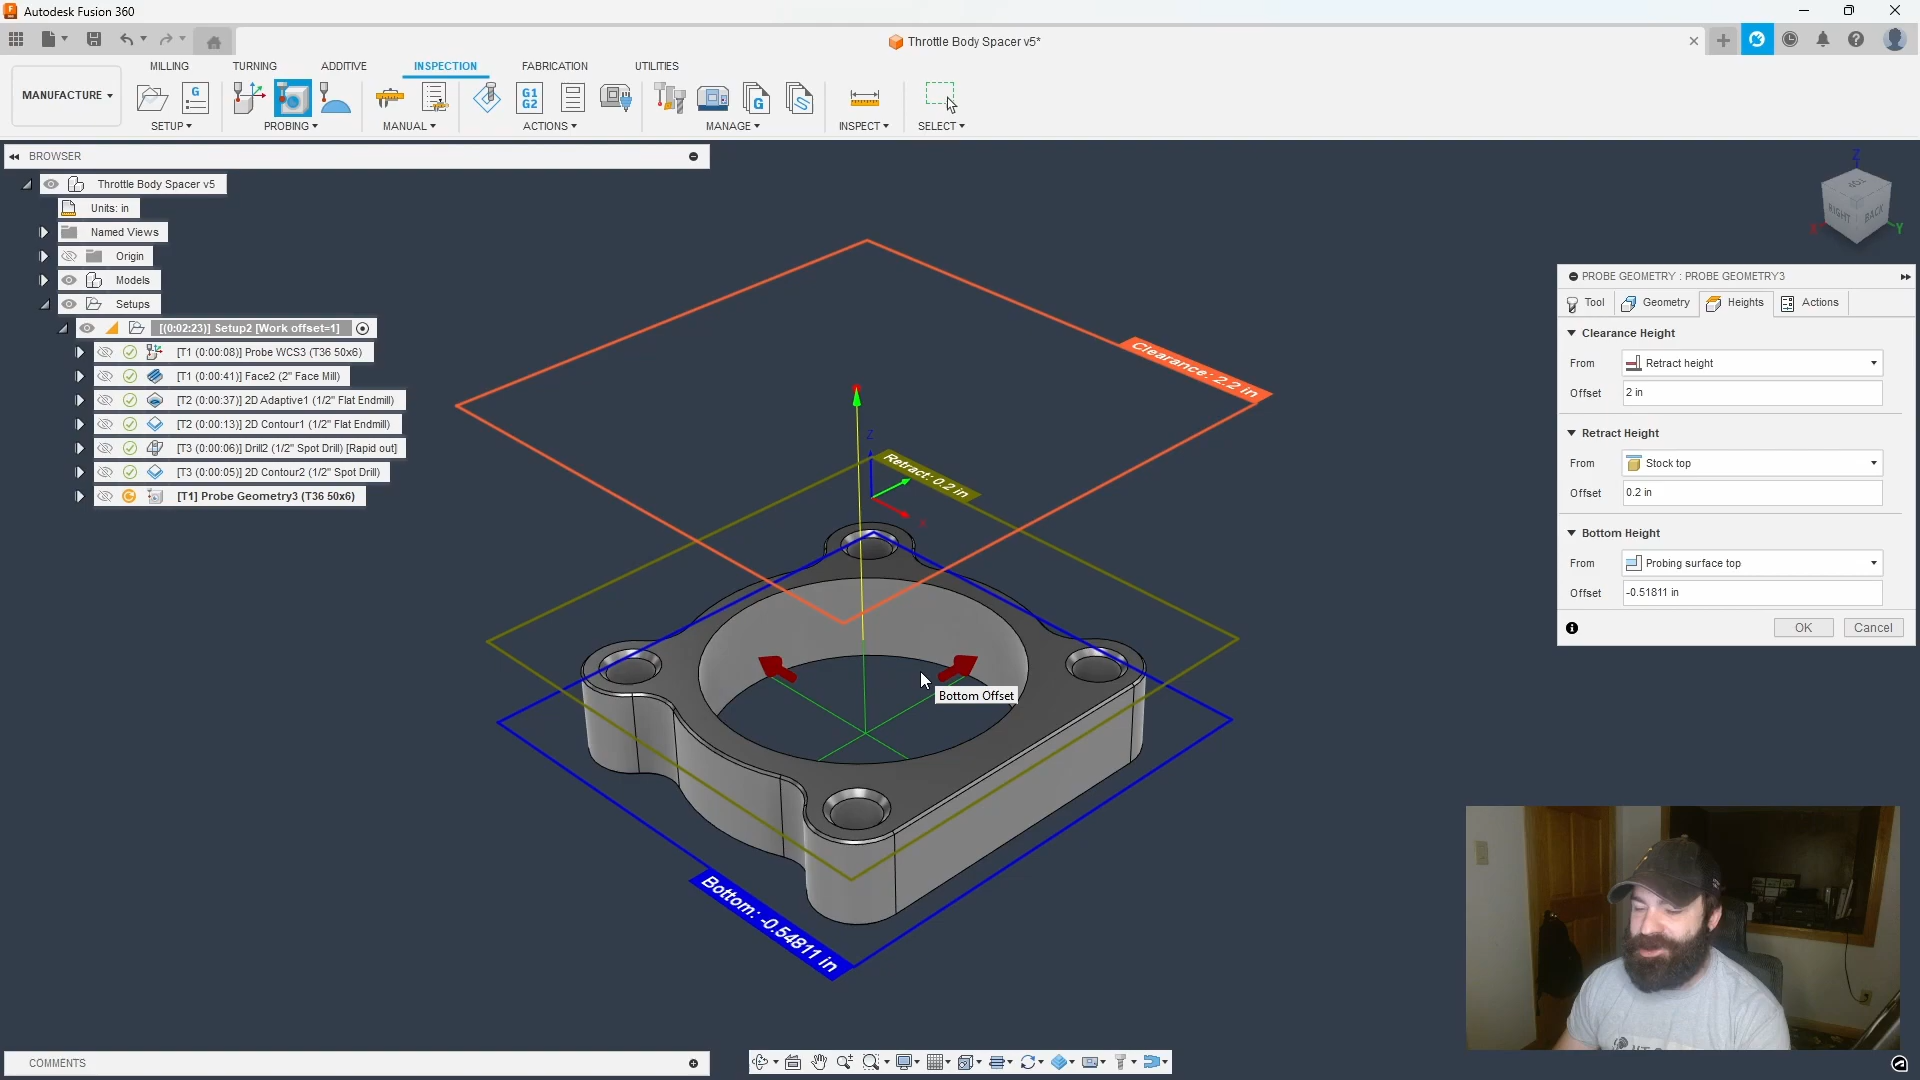 Autodesk Fusion 360
Throttle Body Spacer v5*
MANUFACTURE
MILLING
TURNING
ADDITIVE
INSPECTION
FABRICATION
UTILITIES
G
G1
G2
G
SETUP
PROBING
MANUAL
ACTIONS
MANAGE
INSPECT
SELECT
BROWSER
Throttle Body Spacer v5
Units: in
Named Views
Origin
Models
Setups
[(0:02:23)] Setup2 [Work offset=1]
[T1 (0:00:08)] Probe WCS3 (T36 50x6)
[T1 (0:00:41)] Face2 (2" Face Mill)
[T2 (0:00:37)] 2D Adaptive1 (1/2" Flat Endmill)
[T2 (0:00:13)] 2D Contour1 (1/2" Flat Endmill)
[T3 (0:00:06)] Drill2 (1/2" Spot Drill) [Rapid out]
[T3 (0:00:05)] 2D Contour2 (1/2" Spot Drill)
[T1] Probe Geometry3 (T36 50x6)
Clearance: 2.2 in
Z
Retract: 0.2 in
X
Bottom Offset
Bottom: -0.54811 in
Z
TOP
RIGHT
BACK
X
Y
PROBE GEOMETRY : PROBE GEOMETRY3
Tool
Geometry
Heights
Actions
Clearance Height
From
Retract height
Offset
2 in
Retract Height
From
Stock top
Offset
0.2 in
Bottom Height
From
Probing surface top
Offset
-0.51811 in
OK
Cancel
COMMENTS